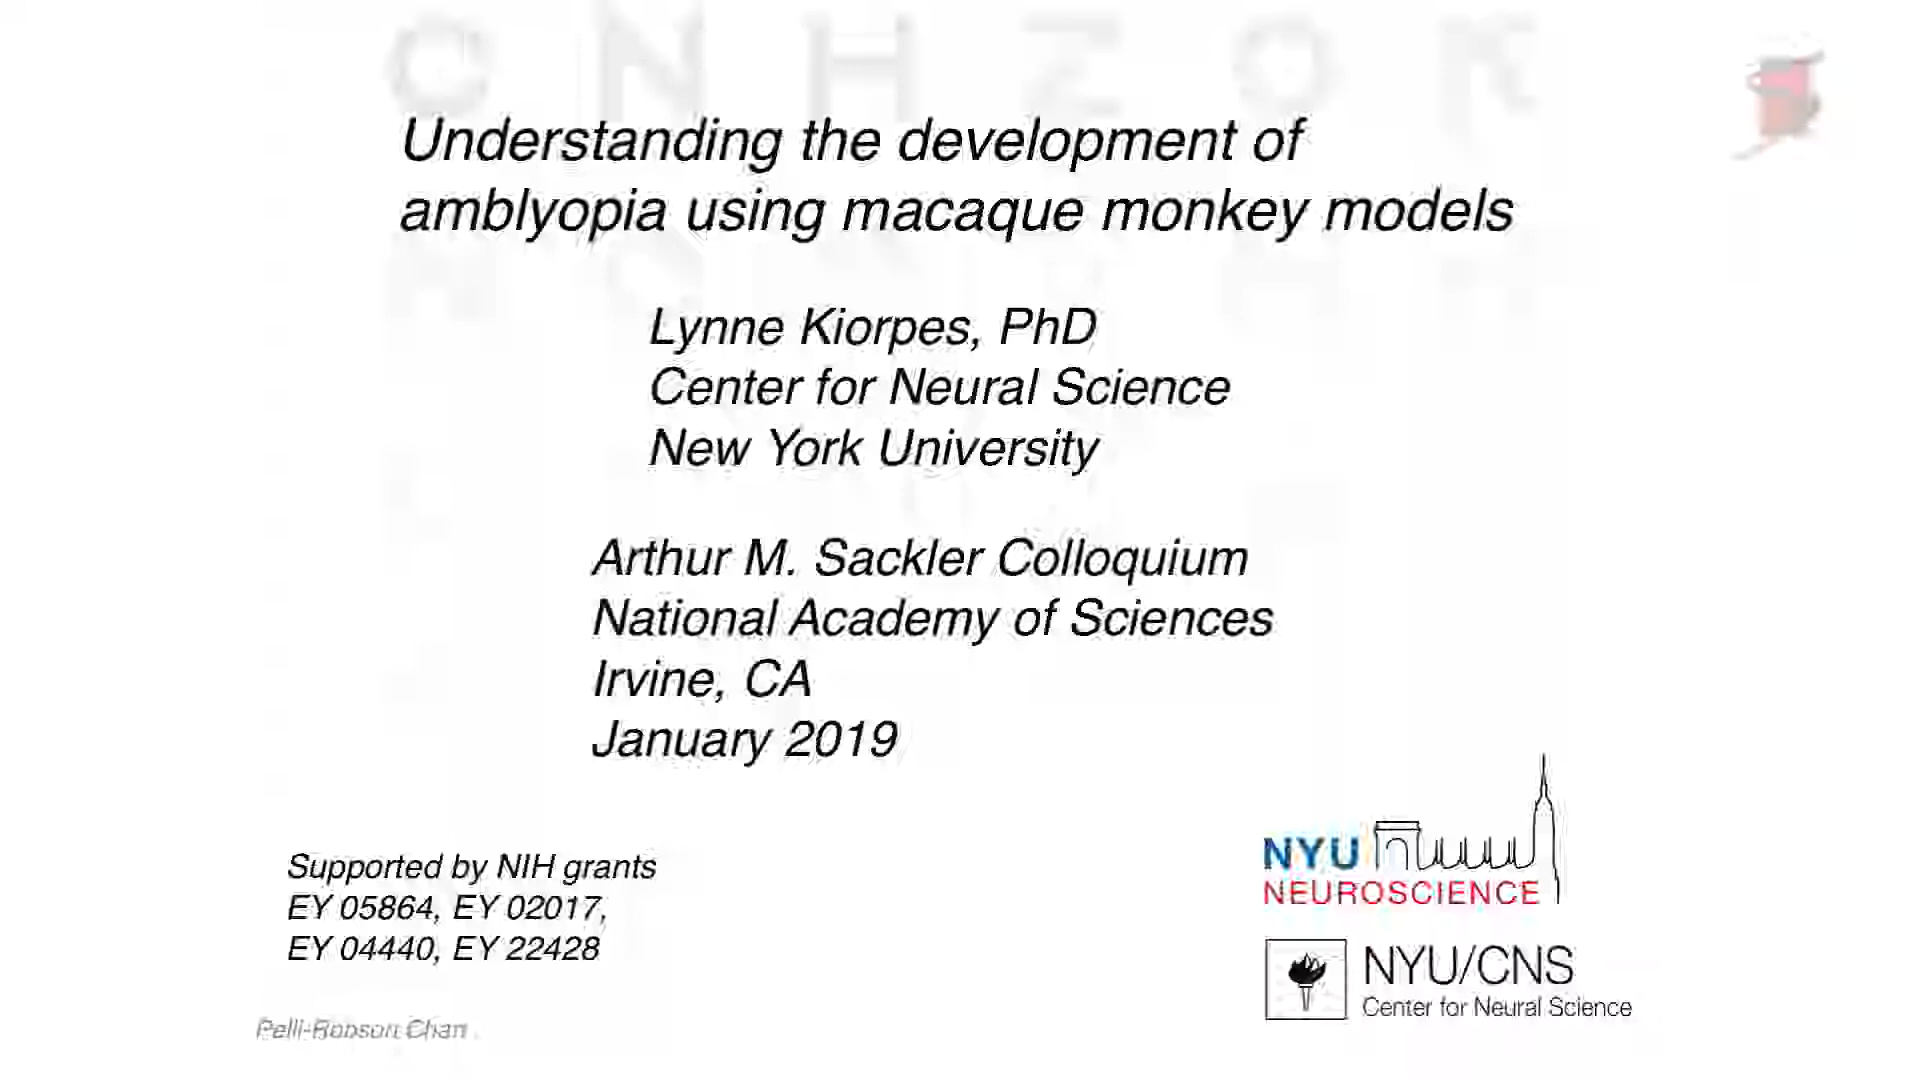 Understanding the development of
amblyopia using macaque monkey models
Lynne Kiorpes, PhD
Center for Neural Science
New York University
Arthur M. Sackler Colloquium
National Academy of Sciences
Irvine, CA
January 2019
Supported by NIH grants
EY 05864, EY 02017,
EY 04440, EY 22428
NYU
NEUROSCIENCE
NYU/CNS
Center for Neural Science
Pelli-Robson Chart